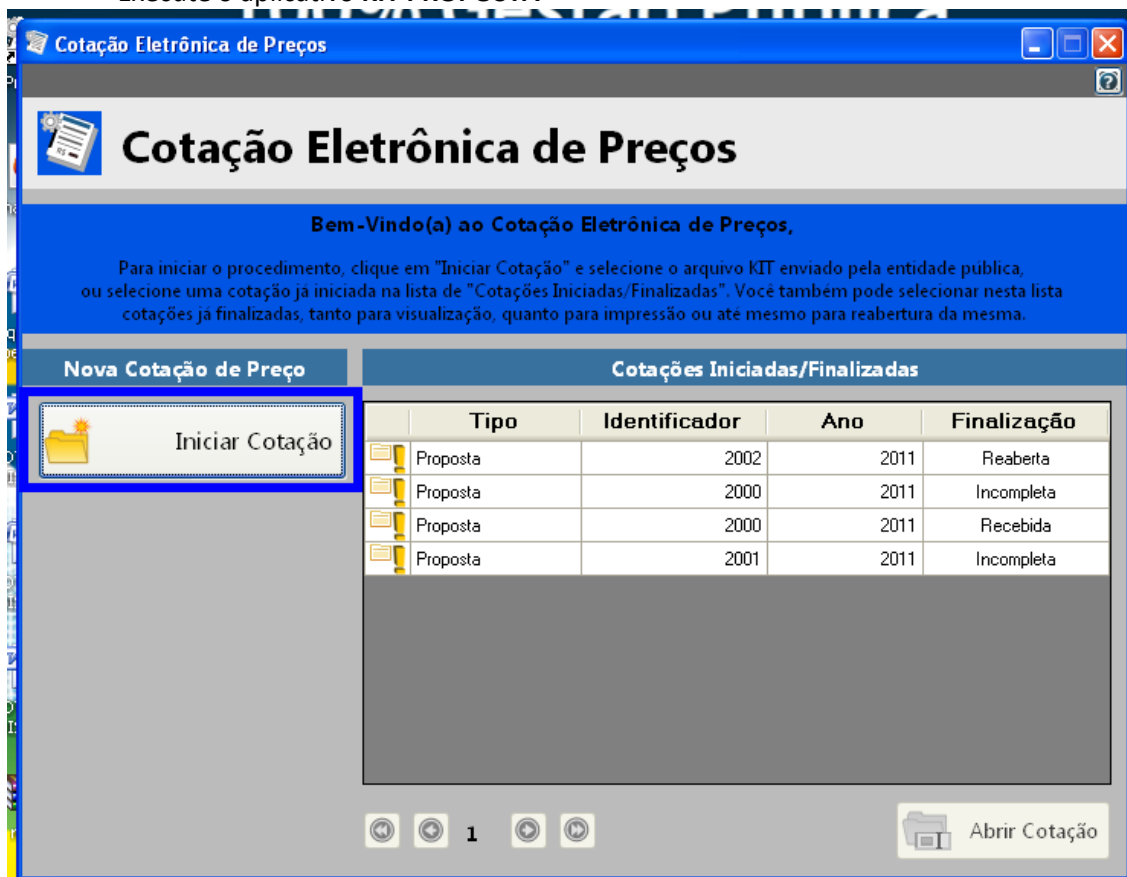 Execute o aplicativo
100% Gestão Pública
Cotação Eletrônica de Preços
Cotação Eletrônica de Preços
Bem-Vindo(a) ao Cotação Eletrônica de Preços,
Para iniciar o procedimento, clique em "Iniciar Cotação" e selecione o arquivo KIT enviado pela entidade pública,
ou selecione uma cotação já iniciada na lista de "Cotações Iniciadas/Finalizadas". Você também pode selecionar nesta lista
cotações já finalizadas, tanto para visualização, quanto para impressão ou até mesmo para reabertura da mesma.
Nova Cotação de Preço
Cotações Iniciadas/Finalizadas
Iniciar Cotação
Tipo Identificador Ano Finalização
Proposta 2002 2011 Reaberta
Proposta 2000 2011 Incompleta
Proposta 2000 2011 Recebida
Proposta 2001 2011 Incompleta
1
Abrir Cotação